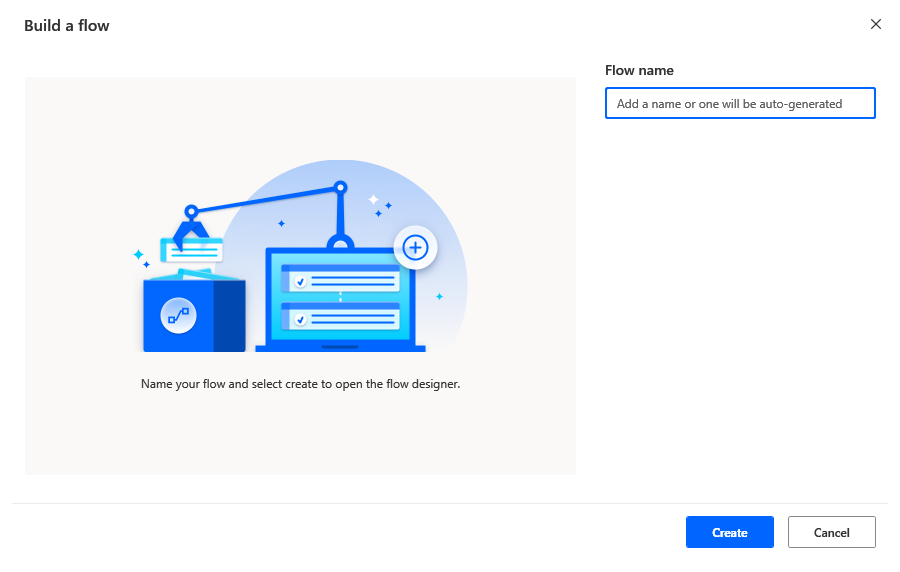 Build a flow
Flow name
Add a name or one will be auto-generated
Name your flow and select create to open the flow designer.
Create
Cancel